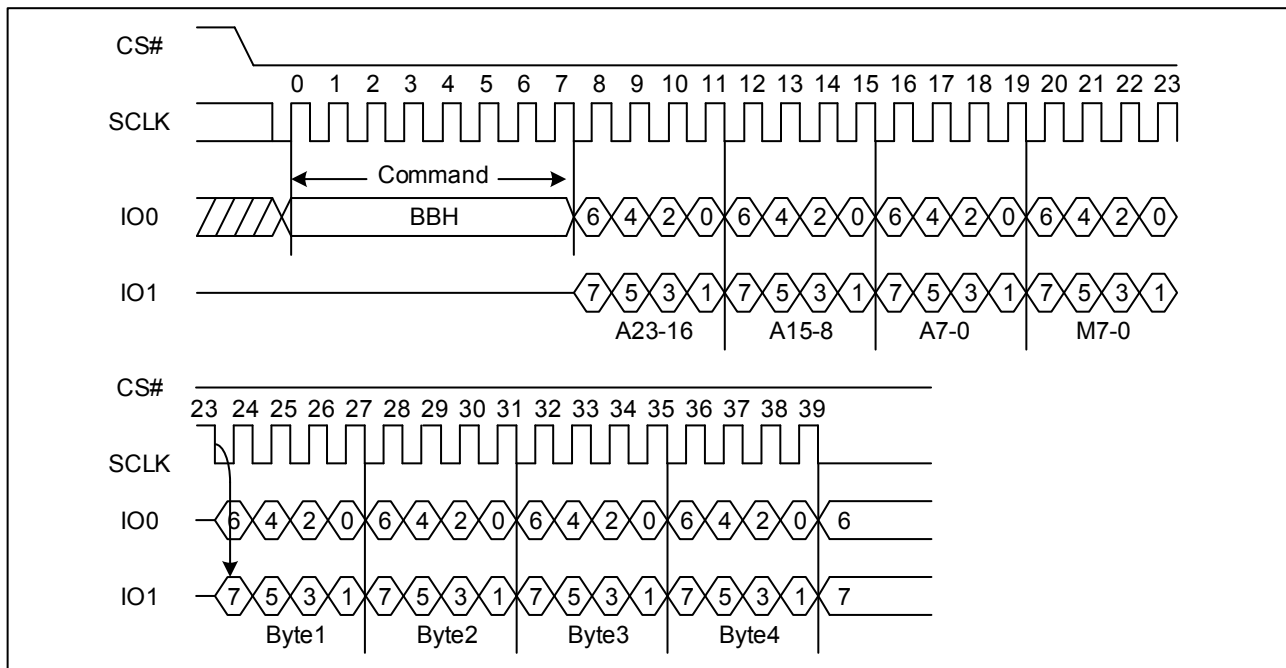 CS#
0 1 2 3 4 5 6 7 8 9 10 11 12 13 14 15 16 17 18 19 20 21 22 23
SCLK
Command
IO0 BBH 6 4 2 0 6 4 2 0 6 4 2 0 6 4 2 0
IO1 7 5 3 1 7 5 3 1 7 5 3 1 7 5 3 1
A23-16 A15-8 A7-0 M7-0
CS#
23 24 25 26 27 28 29 30 31 32 33 34 35 36 37 38 39
SCLK
IO0 6 4 2 0 6 4 2 0 6 4 2 0 6 4 2 0 6
IO1 7 5 3 1 7 5 3 1 7 5 3 1 7 5 3 1 7
Byte1 Byte2 Byte3 Byte4